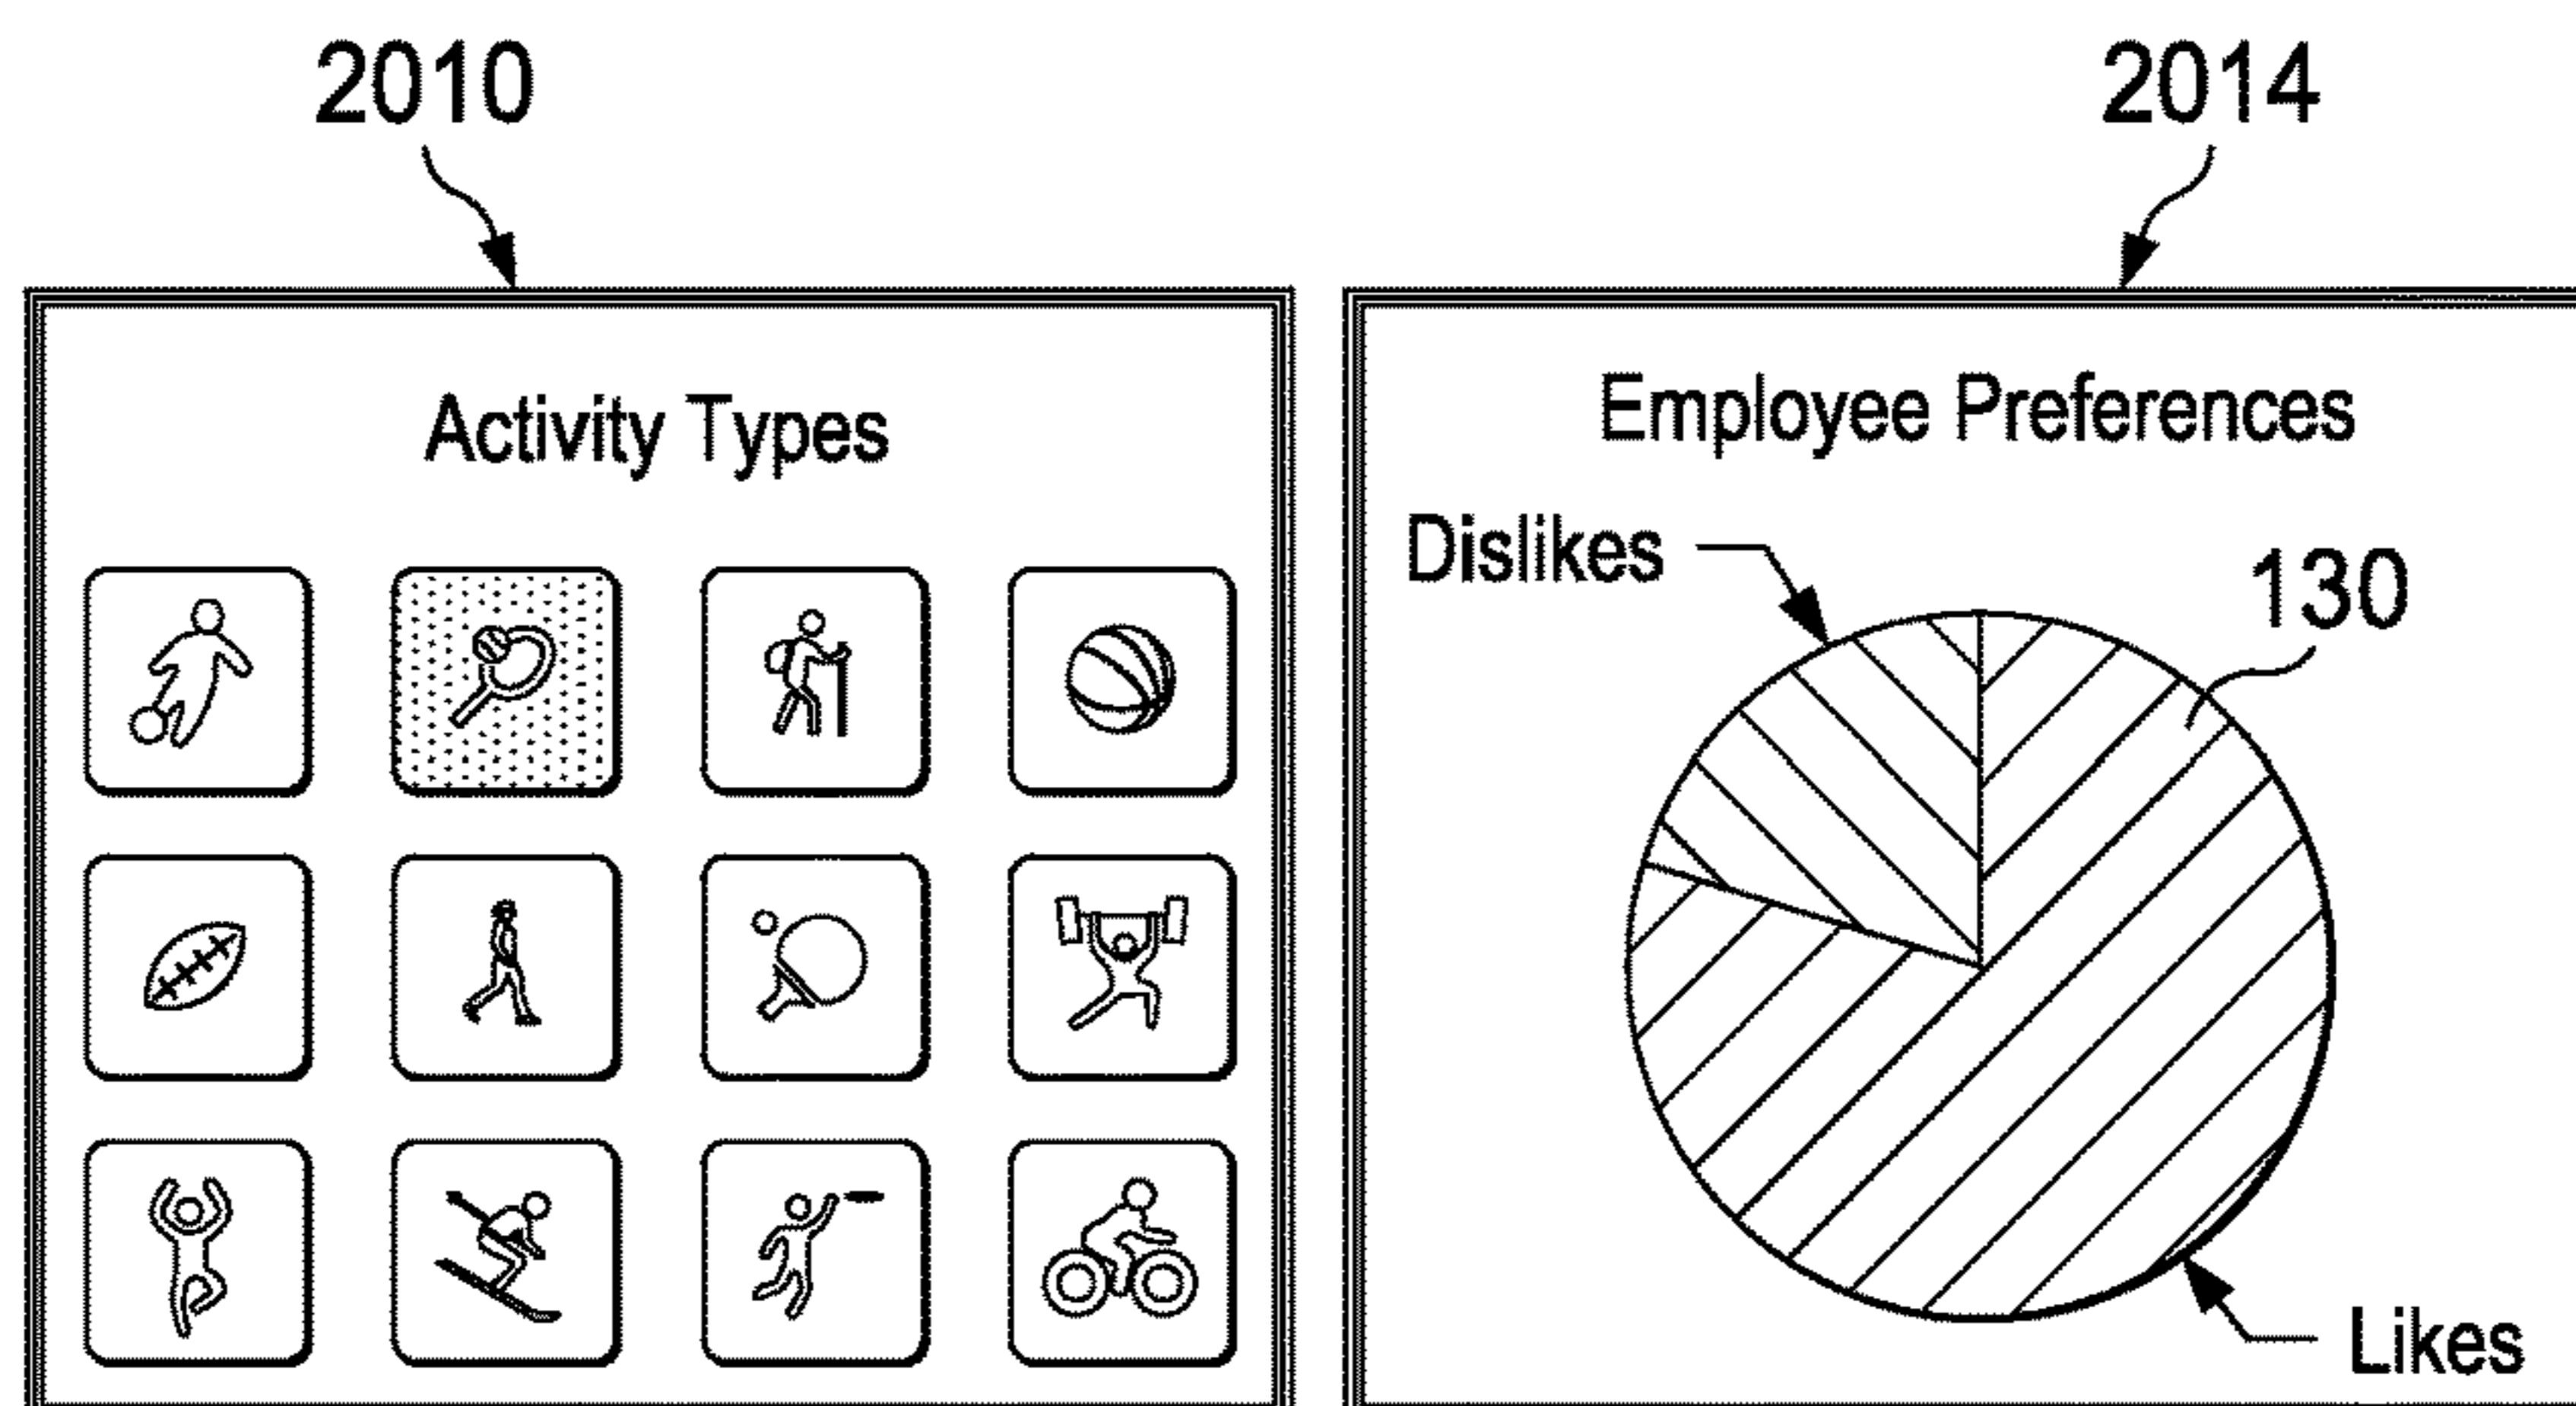 2010
2014
Activity Types
Employee Preferences
Dislikes
130
Likes